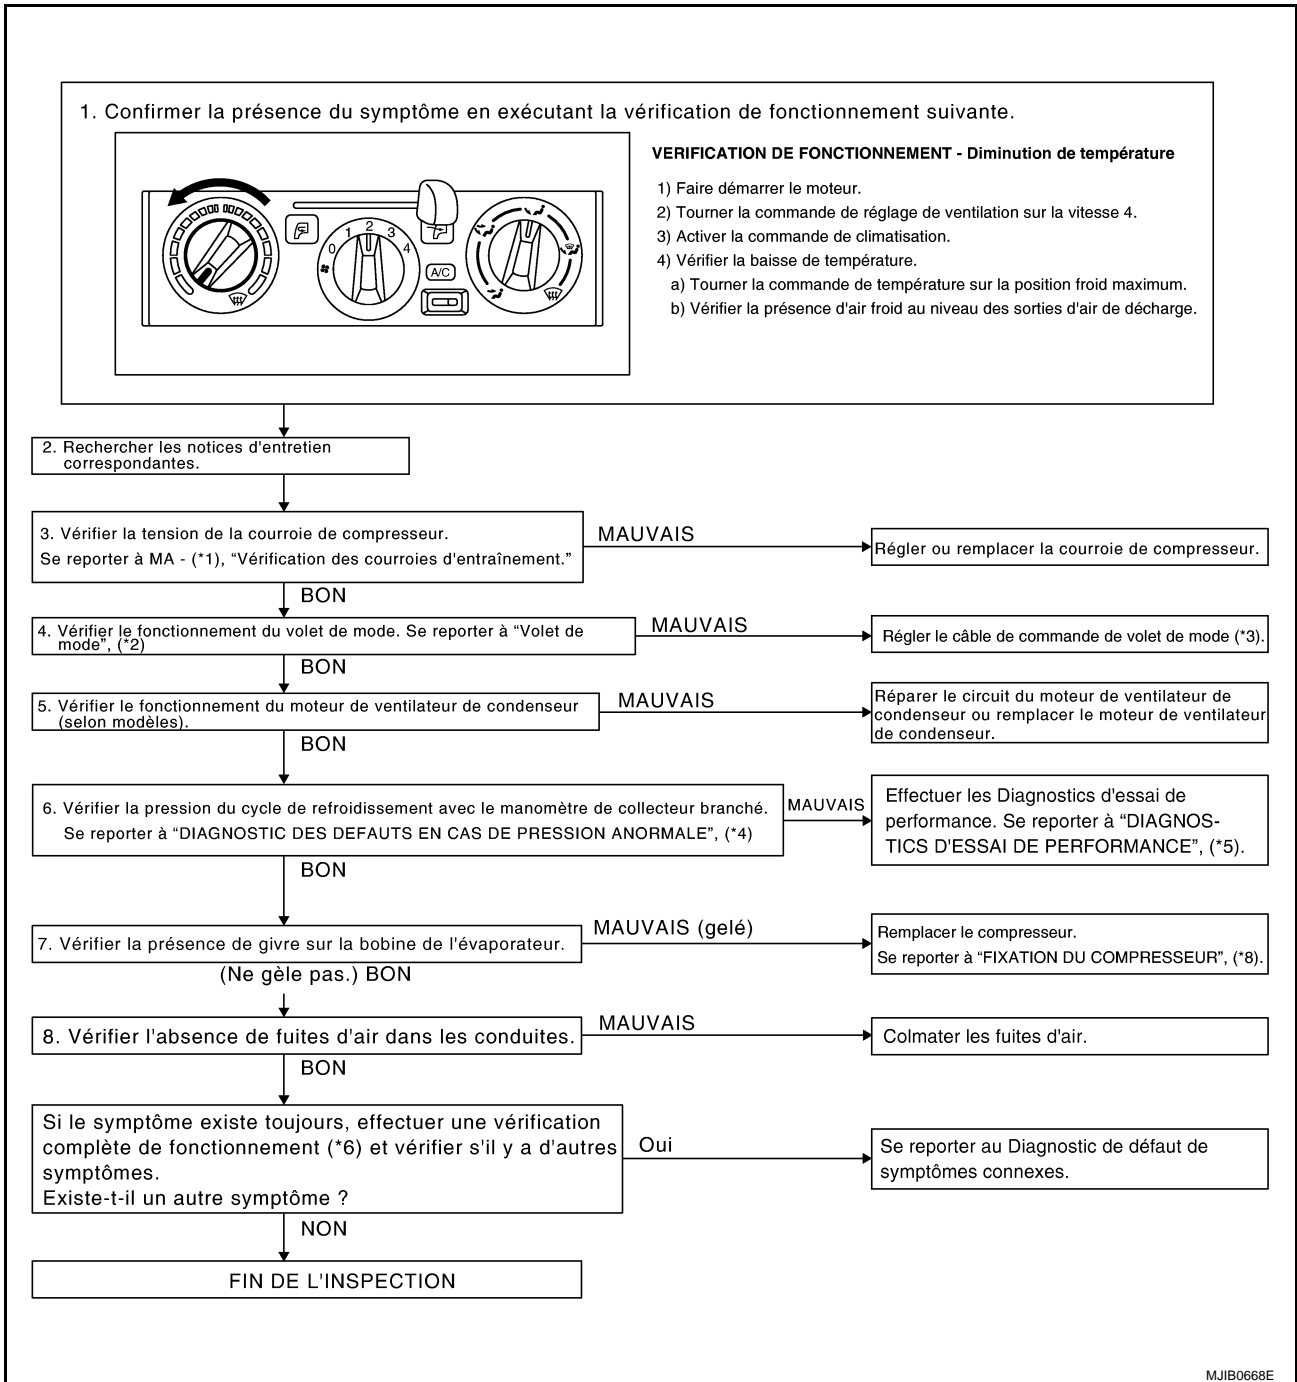 1. Confirmer la présence du symptôme en exécutant la vérification de fonctionnement suivante.
VERIFICATION DE FONCTIONNEMENT - Diminution de température
1) Faire démarrer le moteur.
2) Tourner la commande de réglage de ventilation sur la vitesse 4.
3) Activer la commande de climatisation.
4) Vérifier la baisse de température.
a) Tourner la commande de température sur la position froid maximum.
b) Vérifier la présence d'air froid au niveau des sorties d'air de décharge.
0 1 2 3 4
A/C
2. Rechercher les notices d'entretien
correspondantes.
3. Vérifier la tension de la courroie de compresseur.
Se reporter à MA - (*1), “Vérification des courroies d'entraînement.”
MAUVAIS
Régler ou remplacer la courroie de compresseur.
BON
4. Vérifier le fonctionnement du volet de mode. Se reporter à “Volet de
mode”, (*2)
MAUVAIS
Régler le câble de commande de volet de mode (*3).
BON
5. Vérifier le fonctionnement du moteur de ventilateur de condenseur
(selon modèles).
MAUVAIS
Réparer le circuit du moteur de ventilateur de
condenseur ou remplacer le moteur de ventilateur
de condenseur.
BON
6. Vérifier la pression du cycle de refroidissement avec le manomètre de collecteur branché.
Se reporter à “DIAGNOSTIC DES DEFAUTS EN CAS DE PRESSION ANORMALE”, (*4)
MAUVAIS
Effectuer les Diagnostics d'essai de
performance. Se reporter à “DIAGNOS-
TICS D'ESSAI DE PERFORMANCE”, (*5).
BON
7. Vérifier la présence de givre sur la bobine de l'évaporateur.
MAUVAIS (gelé)
Remplacer le compresseur.
Se reporter à “FIXATION DU COMPRESSEUR”, (*8).
(Ne gèle pas.) BON
8. Vérifier l'absence de fuites d'air dans les conduites.
MAUVAIS
Colmater les fuites d'air.
BON
Si le symptôme existe toujours, effectuer une vérification
complète de fonctionnement (*6) et vérifier s'il y a d'autres
symptômes.
Existe-t-il un autre symptôme ?
Oui
Se reporter au Diagnostic de défaut de
symptômes connexes.
NON
FIN DE L'INSPECTION
MJIB0668E